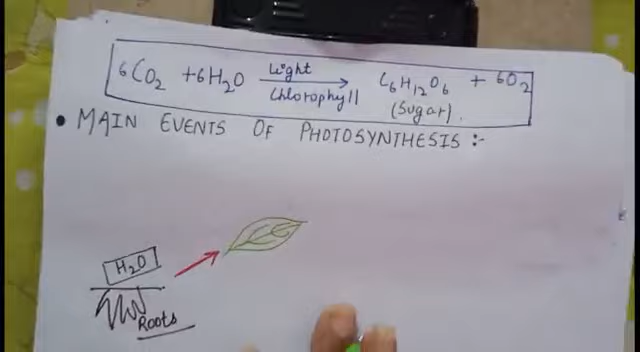 6CO2 + 6H2O Light Chlorophyll C6H12O6 (Sugar) + 6O2
• MAIN EVENTS OF PHOTOSYNTHESIS :-
H2O
Roots